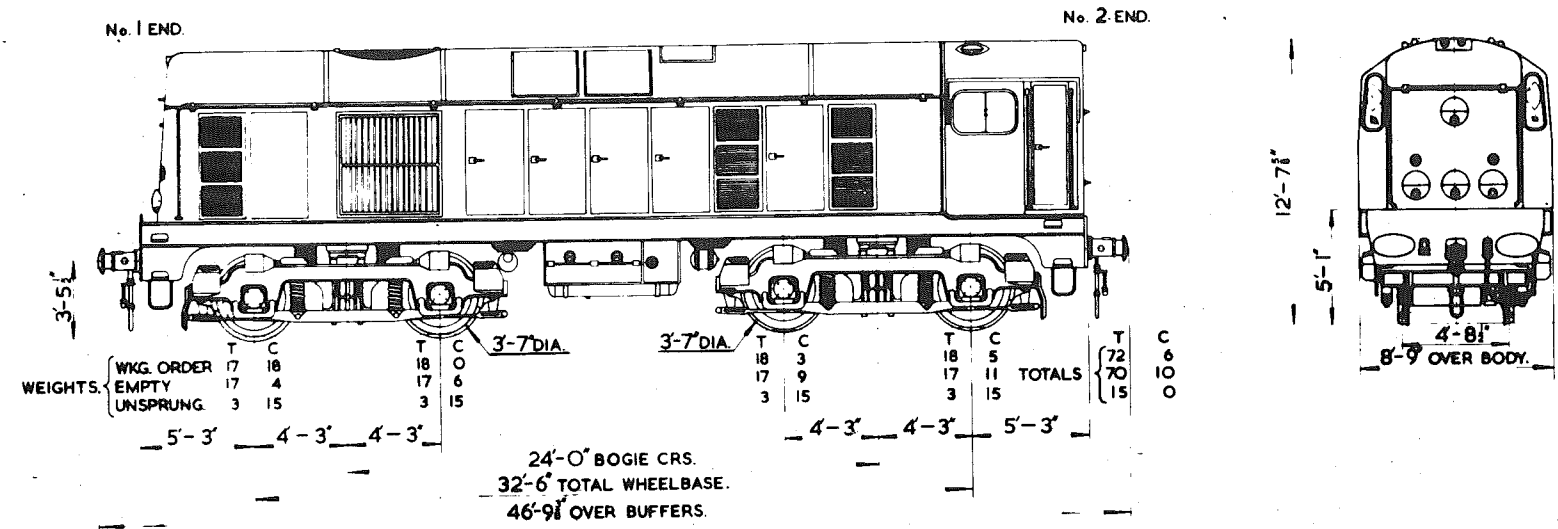 No. 1 END.
No. 2 END.
12'-7⅝"
5'-1"
3'-5½"
3'-7" DIA.
3'-7" DIA.
T C T C T C T C T C
WEIGHTS. WKG. ORDER 17 18 18 0 18 3 18 5 TOTALS 72 6
EMPTY 17 4 17 6 17 9 17 11 70 10
UNSPRUNG. 3 15 3 15 3 15 3 15 15 0
4'-8½"
8'-9" OVER BODY.
5'-3" 4'-3" 4'-3" 4'-3" 4'-3" 5'-3"
24'-0" BOGIE CRS.
32'-6" TOTAL WHEELBASE.
46'-9" OVER BUFFERS.